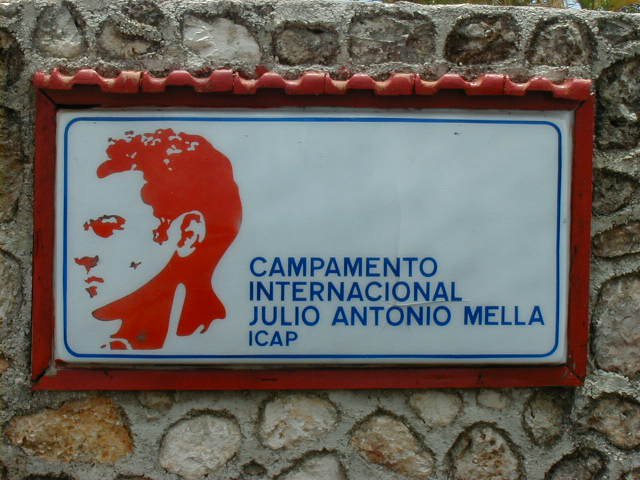 CAMPAMENTO
INTERNACIONAL
JULIO ANTONIO MELLA
ICAP